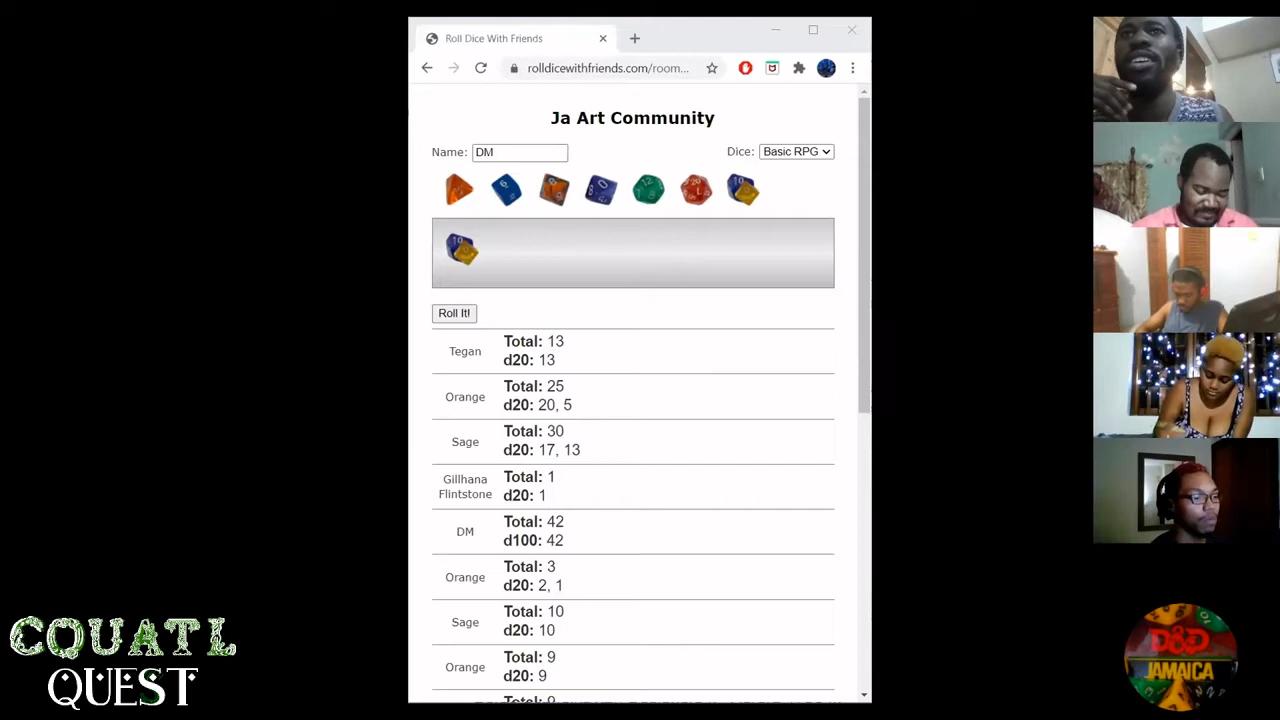 Roll Dice With Friends
rolldicewithfriends.com/room...
Ja Art Community
Name: DM
Dice: Basic RPG
Roll It!
Tegan
Total: 13
d20: 13
Orange
Total: 25
d20: 20, 5
Sage
Total: 30
d20: 17, 13
Gillhana
Flintstone
Total: 1
d20: 1
DM
Total: 42
d100: 42
Orange
Total: 3
d20: 2, 1
Sage
Total: 10
d20: 10
Orange
Total: 9
d20: 9
COUATL
QUEST
D&D
JAMAICA